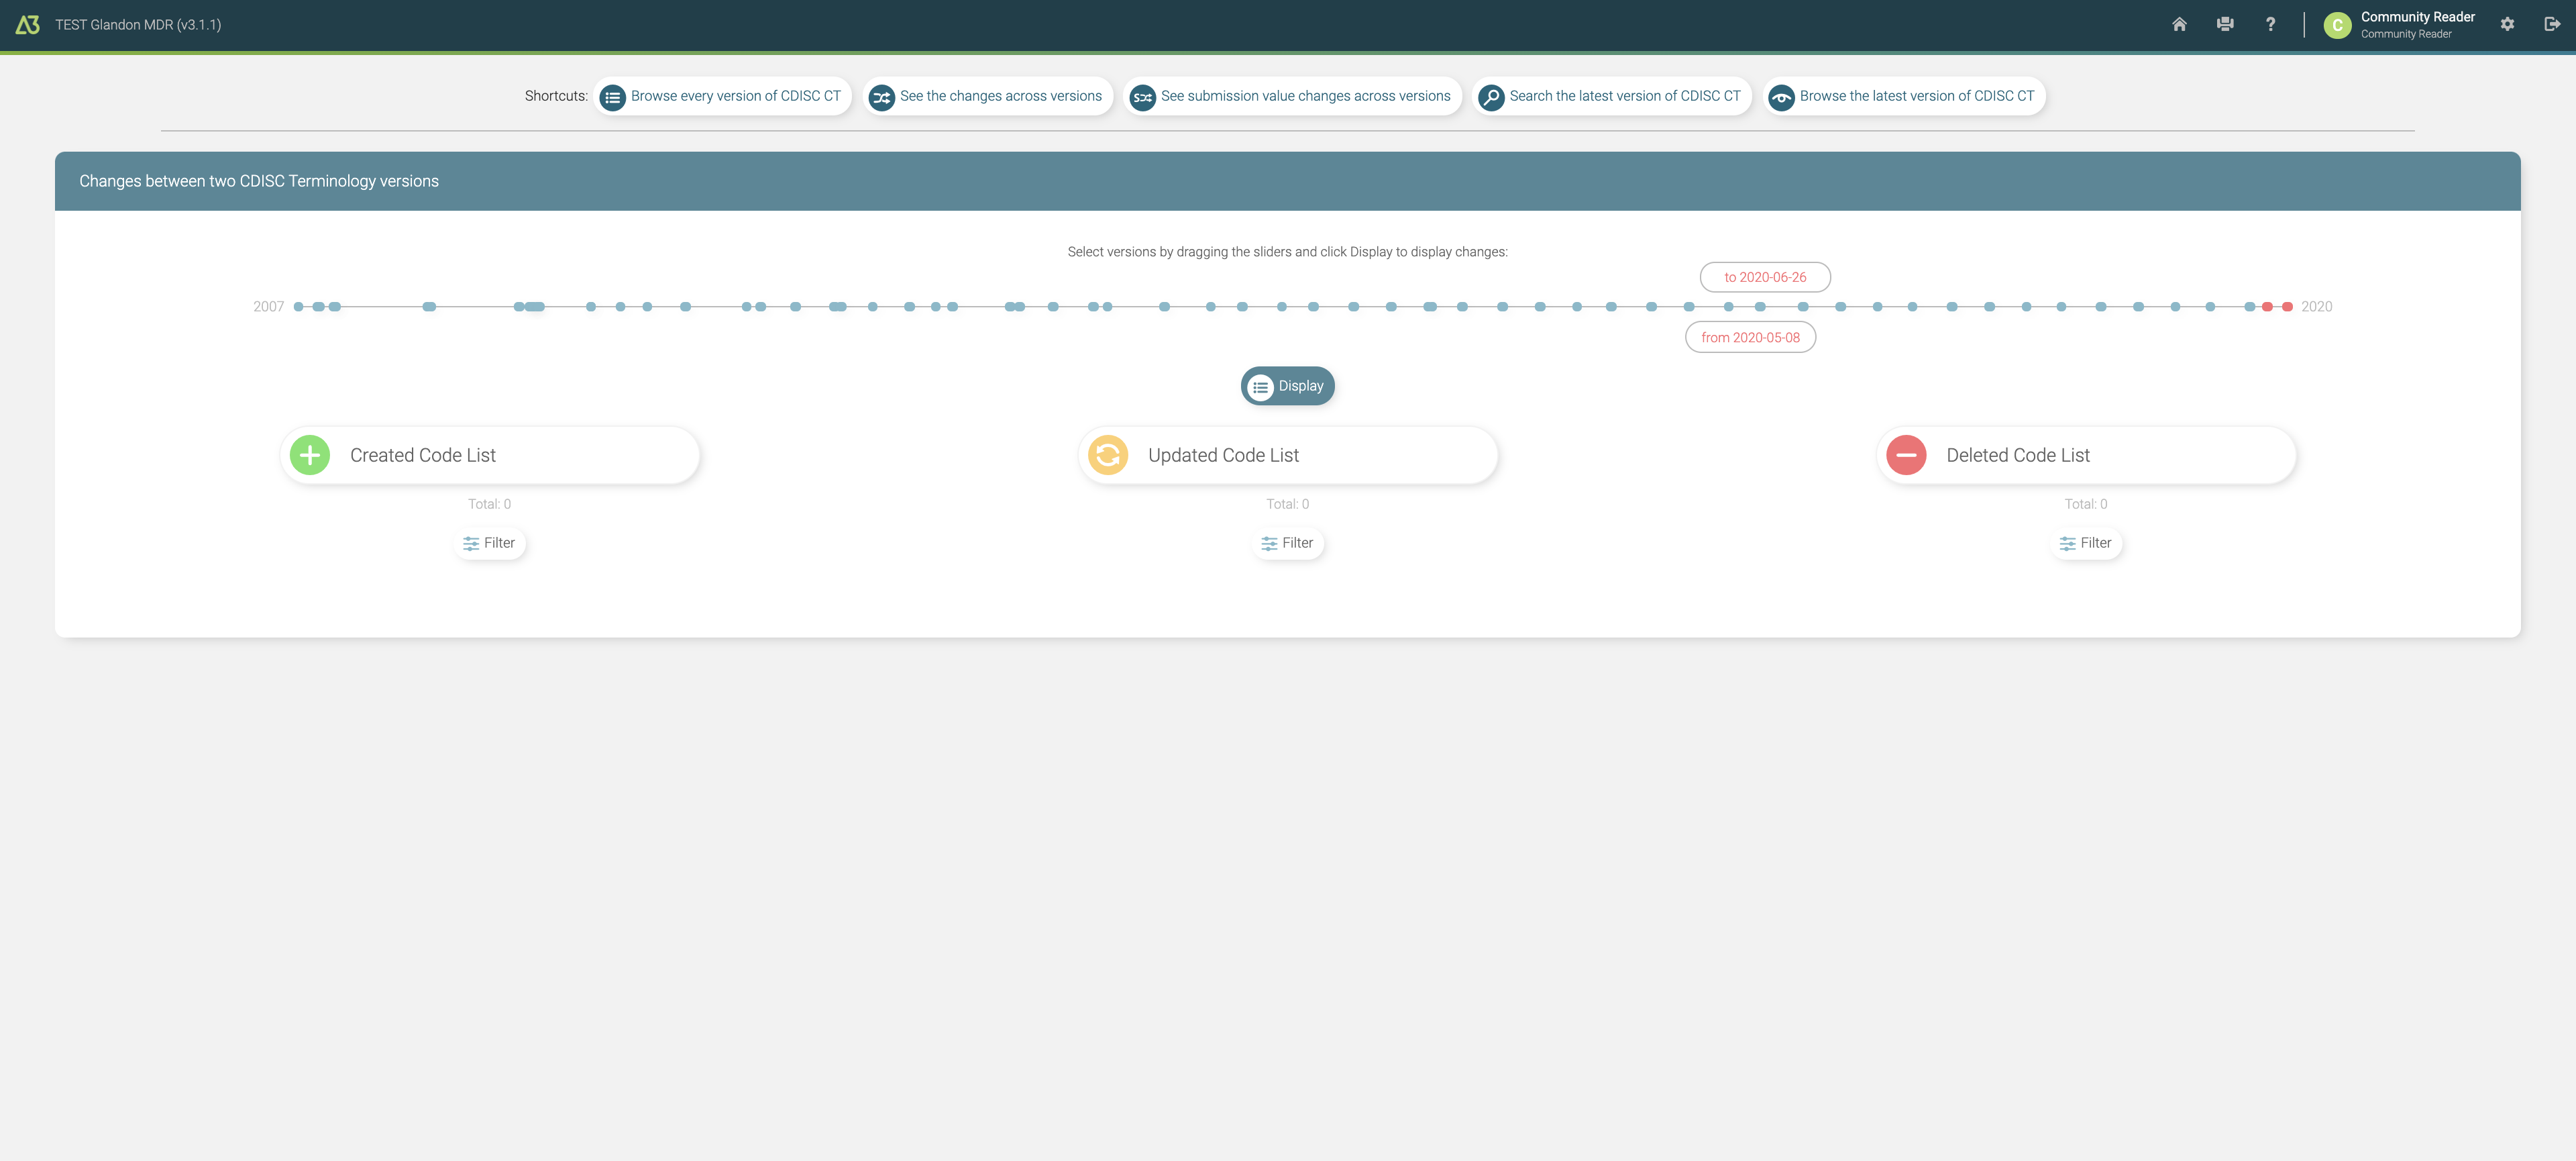 TEST Glandon MDR (v3.1.1)
C
Community Reader
Community Reader
Shortcuts:
Browse every version of CDISC CT
See the changes across versions
See submission value changes across versions
Search the latest version of CDISC CT
Browse the latest version of CDISC CT
Changes between two CDISC Terminology versions
Select versions by dragging the sliders and click Display to display changes:
to 2020-06-26
2007
2020
from 2020-05-08
Display
Created Code List
Updated Code List
Deleted Code List
Total: 0
Total: 0
Total: 0
Filter
Filter
Filter